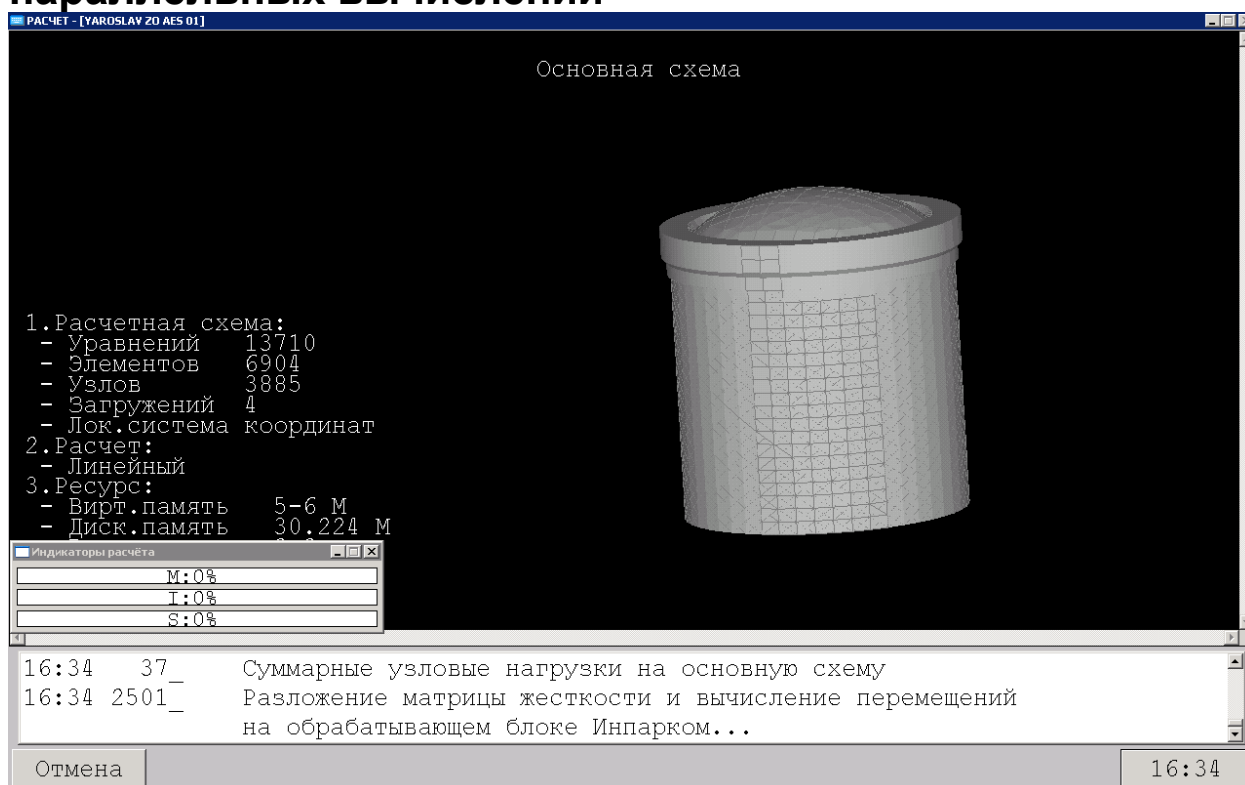 параллельных вычислений
РАСЧЕТ - [YAROSLAV ZO AES 01]
Основная схема
1.Расчетная схема:
- Уравнений 13710
- Элементов 6904
- Узлов 3885
- Загружений 4
- Лок.система координат
2.Расчет:
- Линейный
3.Ресурс:
- Вирт.память 5-6 М
- Диск.память 30.224 М
Индикаторы расчёта
M:0%
I:0%
S:0%
16:34 37_ Суммарные узловые нагрузки на основную схему
16:34 2501_ Разложение матрицы жесткости и вычисление перемещений
на обрабатывающем блоке Инпарком...
Отмена
16:34